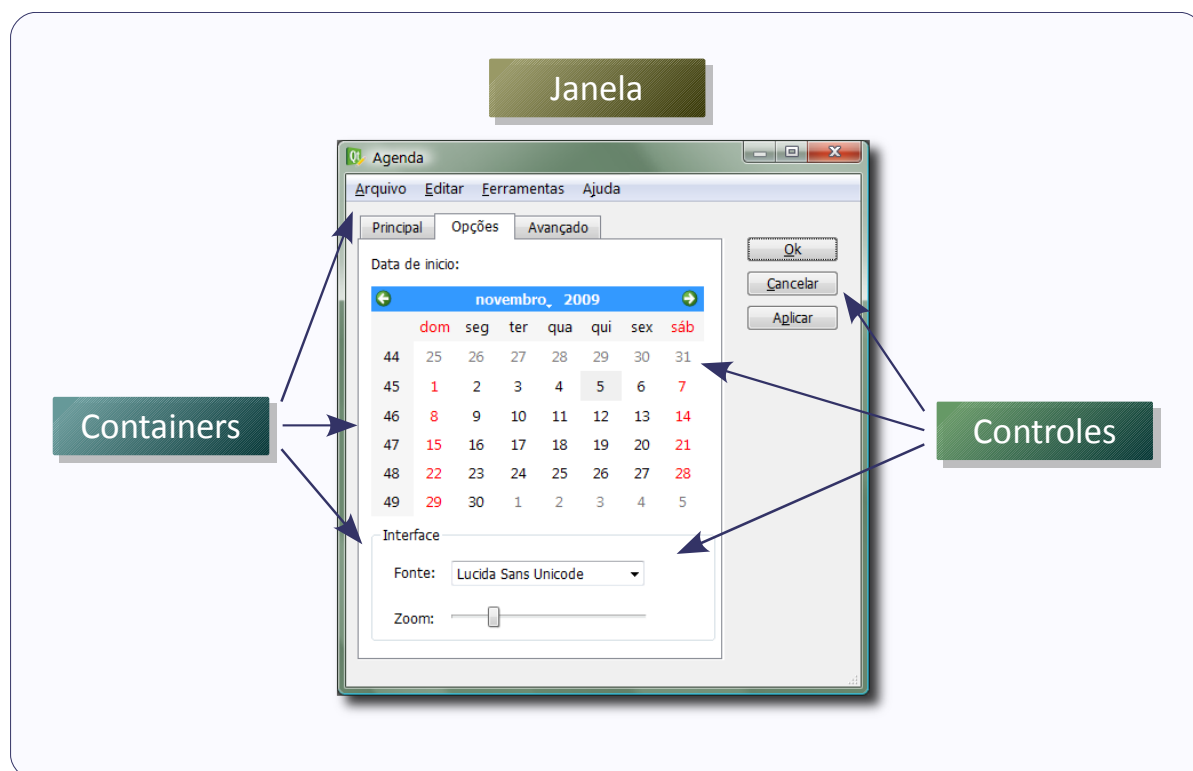 Janela
Agenda
Arquivo Editar Ferramentas Ajuda
Principal Opções Avançado
Data de inicio:
novembro, 2009
dom seg ter qua qui sex sáb
44 25 26 27 28 29 30 31
45 1 2 3 4 5 6 7
46 8 9 10 11 12 13 14
47 15 16 17 18 19 20 21
48 22 23 24 25 26 27 28
49 29 30 1 2 3 4 5
Interface
Fonte: Lucida Sans Unicode
Zoom:
Ok
Cancelar
Aplicar
Containers
Controles